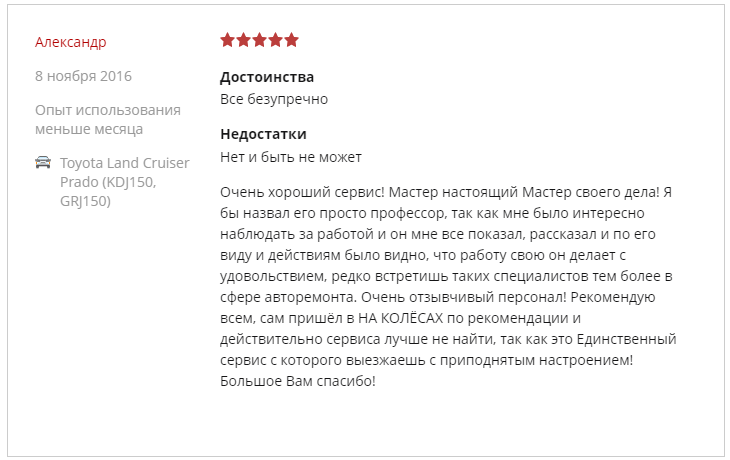 Александр
8 ноября 2016
Опыт использования
меньше месяца
Toyota Land Cruiser
Prado (KDJ150,
GRJ150)
Достоинства
Все безупречно
Недостатки
Нет и быть не может
Очень хороший сервис! Мастер настоящий Мастер своего дела! Я
бы назвал его просто профессор, так как мне было интересно
наблюдать за работой и он мне все показал, рассказал и по его
виду и действиям было видно, что работу свою он делает с
удовольствием, редко встретишь таких специалистов тем более в
сфере авторемонта. Очень отзывчивый персонал! Рекомендую
всем, сам пришёл в НА КОЛЁСАХ по рекомендации и
действительно сервиса лучше не найти, так как это Единственный
сервис с которого выезжаешь с приподнятым настроением!
Большое Вам спасибо!